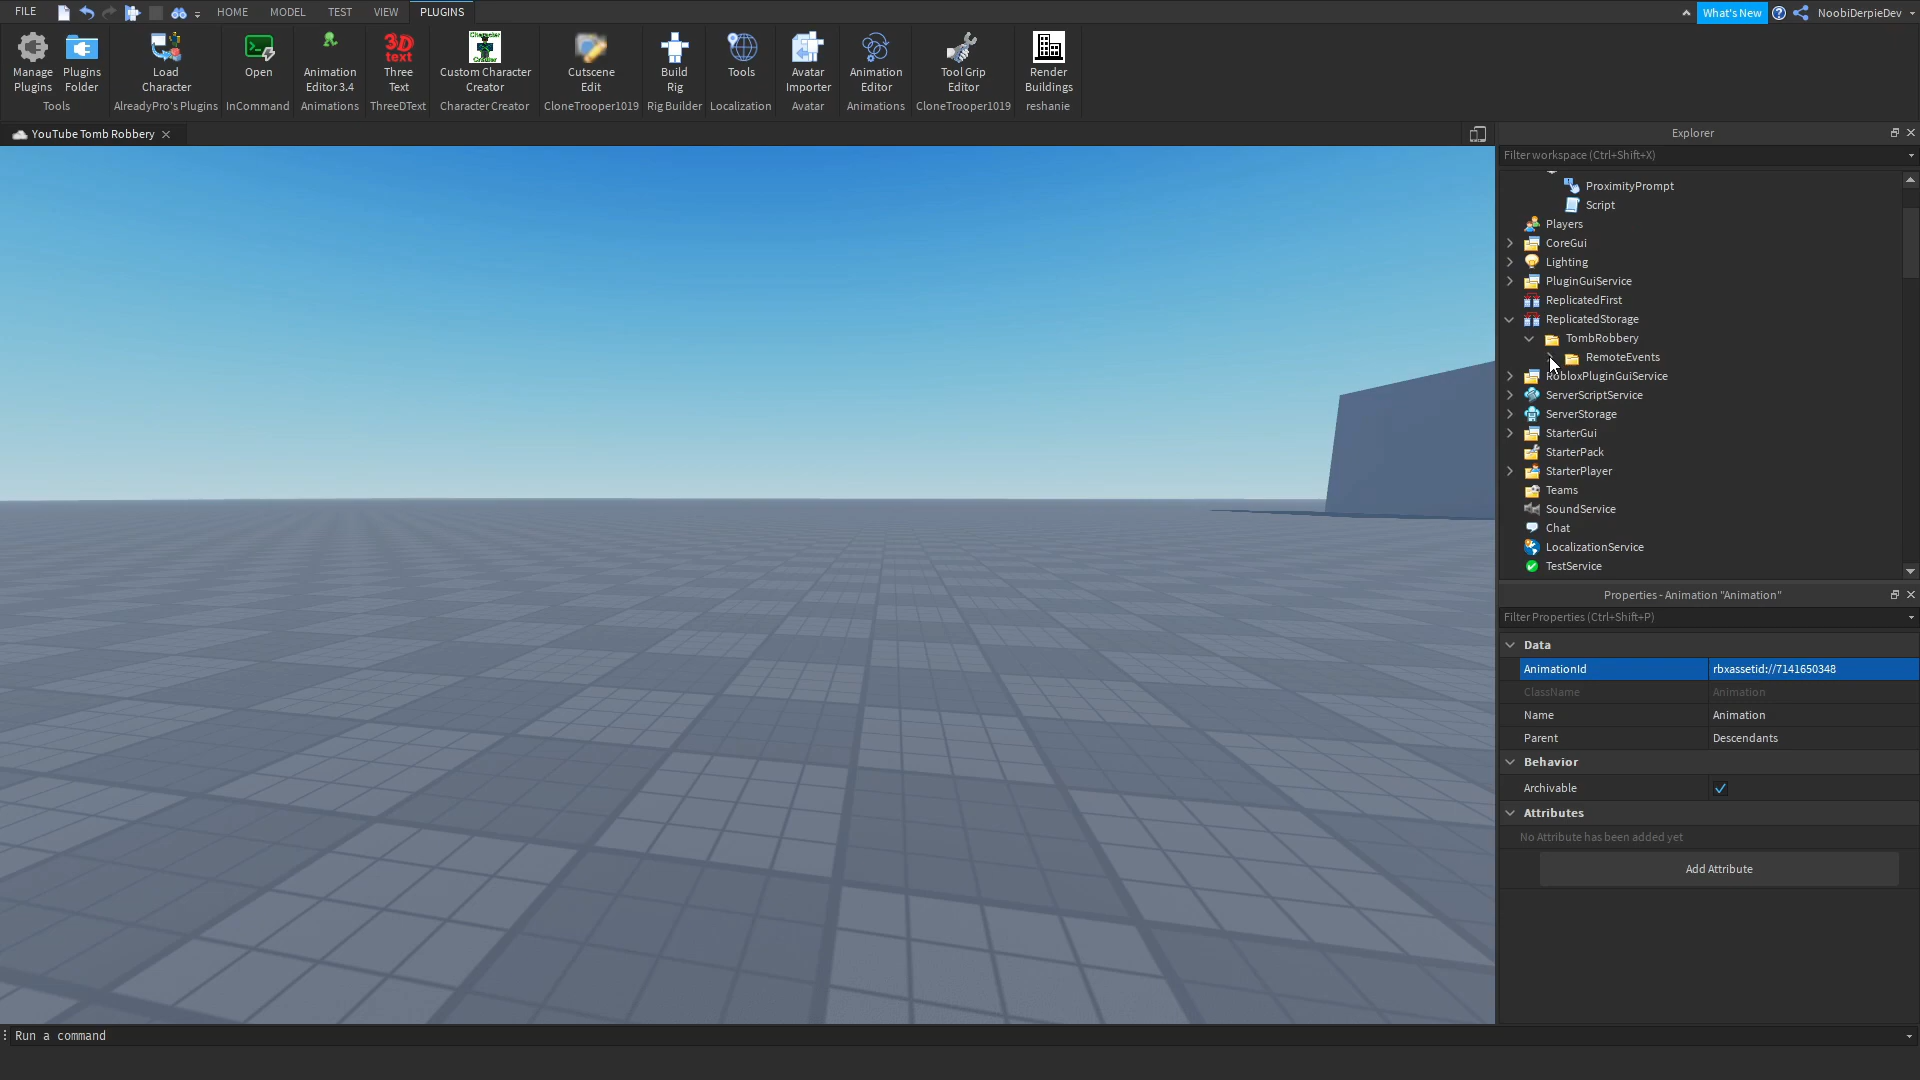 FILE
HOME
MODEL
TEST
VIEW
PLUGINS
What's New
NoobiDerpieDev
Manage
Plugins
Plugins
Folder
Tools
Load
Character
AlreadyPro's Plugins
Open
InCommand
Animation
Editor 3.4
Animations
3D
text
Three
Text
ThreeDText
Character
Creator
Custom Character
Creator
Character Creator
Cutscene
Edit
CloneTrooper1019
Build
Rig
Rig Builder
Tools
Localization
Avatar
Importer
Avatar
Animation
Editor
Animations
Tool Grip
Editor
CloneTrooper1019
Render
Buildings
reshanie
YouTube Tomb Robbery
Explorer
Filter workspace (Ctrl+Shift+X)
ProximityPrompt
Script
Players
CoreGui
Lighting
PluginGuiService
ReplicatedFirst
ReplicatedStorage
TombRobbery
RemoteEvents
RobloxPluginGuiService
ServerScriptService
ServerStorage
StarterGui
StarterPack
StarterPlayer
Teams
SoundService
Chat
LocalizationService
TestService
Properties - Animation "Animation"
Filter Properties (Ctrl+Shift+P)
Data
AnimationId rbxassetid://7141650348
ClassName Animation
Name Animation
Parent Descendants
Behavior
Archivable
Attributes
No Attribute has been added yet
Add Attribute
Run a command